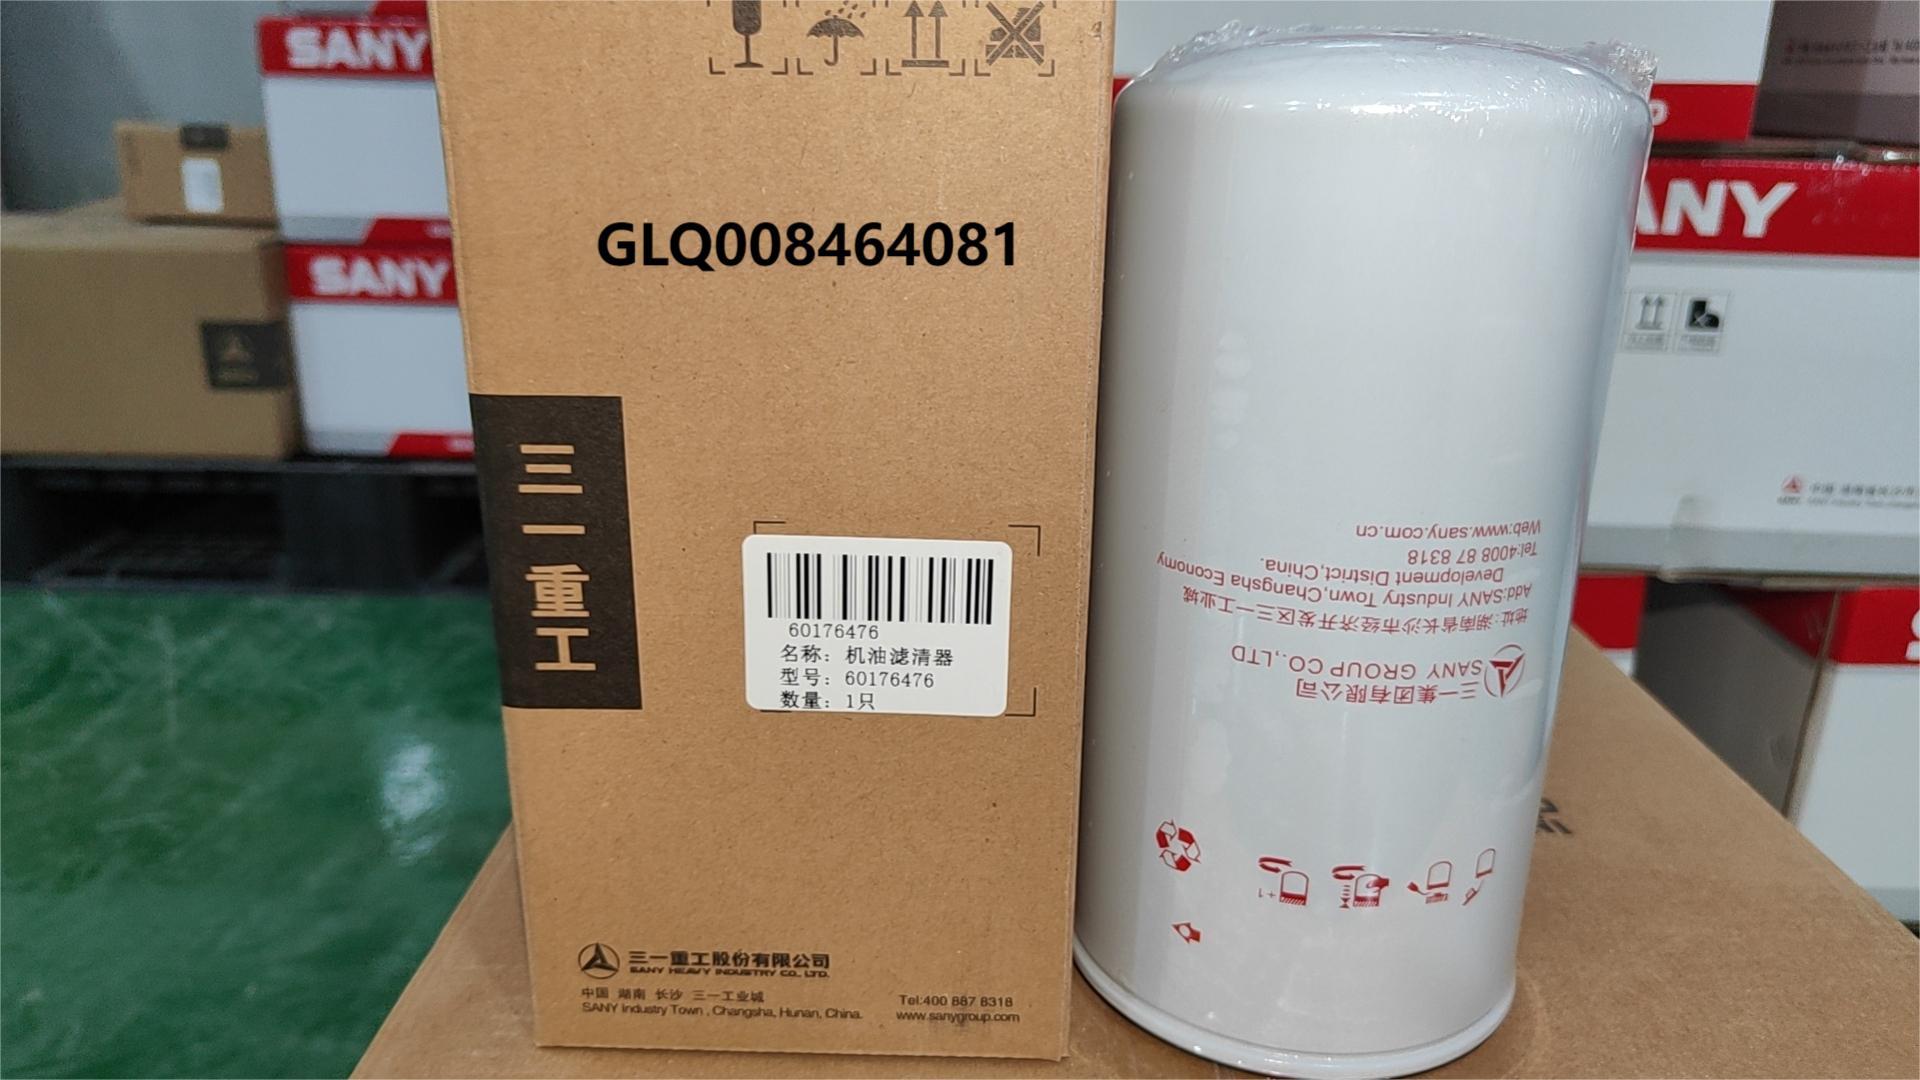 SANY
SANY
GLQ008464081
三一重工
60176476
名称：机油滤清器
型号：60176476
数量：1只
三一重工股份有限公司
SANY HEAVY INDUSTRY CO., LTD.
中国 湖南 长沙 三一工业城
SANY Industry Town , Changsha, Hunan, China.
Tel:400 887 8318
www.sanygroup.com
三一集团有限公司
SANY GROUP CO.,LTD
地址:湖南省长沙市经济开发区三一工业城
Add:SANY Industry Town,Changsha Economy
Development District,China.
Tel:4008 87 8318
Web:www.sany.com.cn
+1
ANY